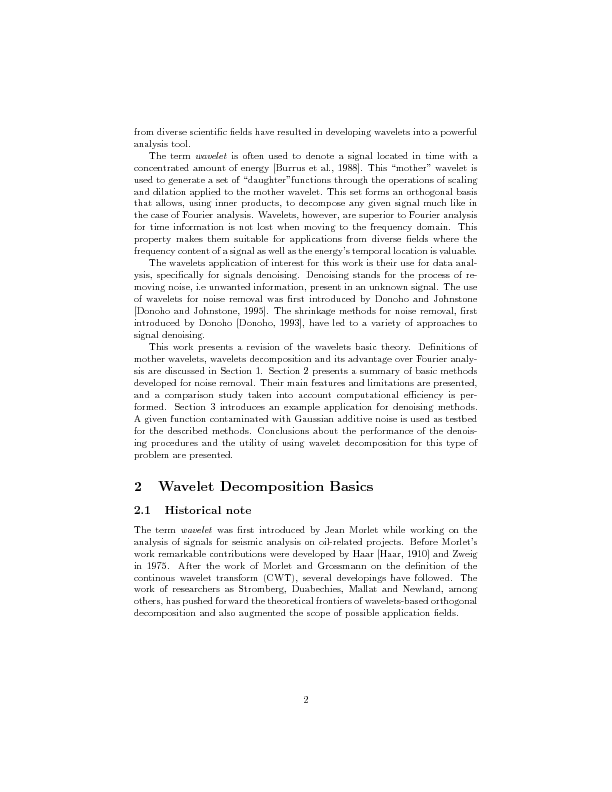 from diverse scientific fields have resulted in developing wavelets into a powerful
analysis tool.
The term wavelet is often used to denote a signal located in time with a
concentrated amount of energy [Burrus et al., 1988]. This “mother” wavelet is
used to generate a set of “daughter”functions through the operations of scaling
and dilation applied to the mother wavelet. This set forms an orthogonal basis
that allows, using inner products, to decompose any given signal much like in
the case of Fourier analysis. Wavelets, however, are superior to Fourier analysis
for time information is not lost when moving to the frequency domain. This
property makes them suitable for applications from diverse fields where the
frequency content of a signal as well as the energy’s temporal location is valuable.
The wavelets application of interest for this work is their use for data anal-
ysis, specifically for signals denoising. Denoising stands for the process of re-
moving noise, i.e unwanted information, present in an unknown signal. The use
of wavelets for noise removal was first introduced by Donoho and Johnstone
[Donoho and Johnstone, 1995]. The shrinkage methods for noise removal, first
introduced by Donoho [Donoho, 1993], have led to a variety of approaches to
signal denoising.
This work presents a revision of the wavelets basic theory. Definitions of
mother wavelets, wavelets decomposition and its advantage over Fourier analy-
sis are discussed in Section 1. Section 2 presents a summary of basic methods
developed for noise removal. Their main features and limitations are presented,
and a comparison study taken into account computational efficiency is per-
formed. Section 3 introduces an example application for denoising methods.
A given function contaminated with Gaussian additive noise is used as testbed
for the described methods. Conclusions about the performance of the denois-
ing procedures and the utility of using wavelet decomposition for this type of
problem are presented.
2 Wavelet Decomposition Basics
2.1 Historical note
The term wavelet was first introduced by Jean Morlet while working on the
analysis of signals for seismic analysis on oil-related projects. Before Morlet’s
work remarkable contributions were developed by Haar [Haar, 1910] and Zweig
in 1975. After the work of Morlet and Grossmann on the definition of the
continous wavelet transform (CWT), several developings have followed. The
work of researchers as Stromberg, Duabechies, Mallat and Newland, among
others, has pushed forward the theoretical frontiers of wavelets-based orthogonal
decomposition and also augmented the scope of possible application fields.
2